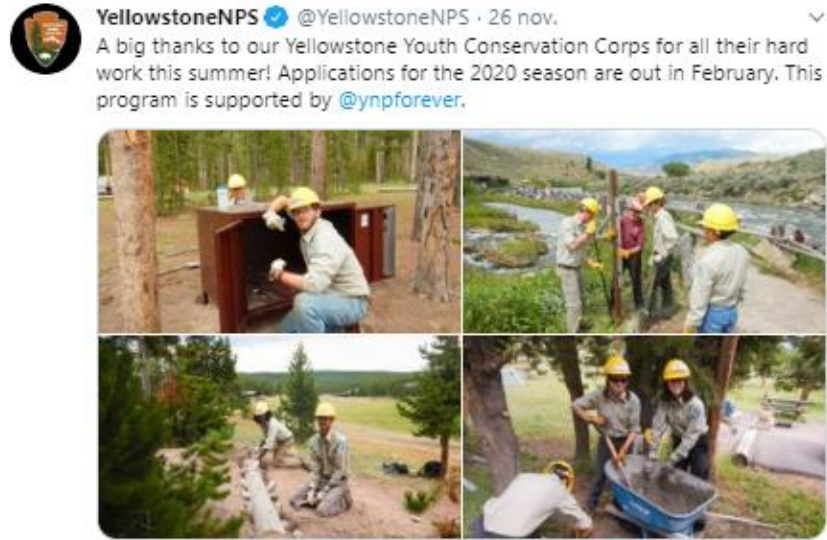 YellowstoneNPS @YellowstoneNPS · 26 nov.
A big thanks to our Yellowstone Youth Conservation Corps for all their hard
work this summer! Applications for the 2020 season are out in February. This
program is supported by @ynpforever.